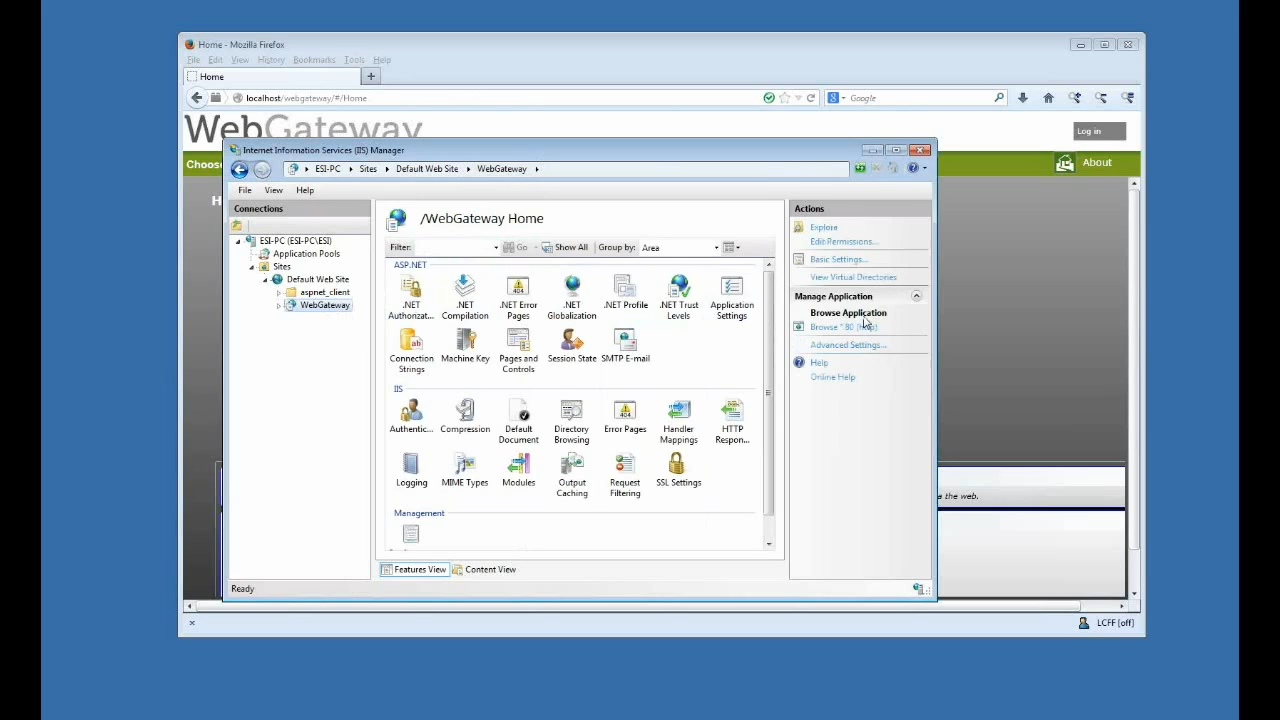 Home - Mozilla Firefox
File Edit View History Bookmarks Tools Help
Home
localhost/webgateway/#/Home
Google
WebGateway
Log in
About
Internet Information Services (IIS) Manager
ESI-PC Sites Default Web Site WebGateway
File View Help
Connections
ESI-PC (ESI-PC\ESI)
Application Pools
Sites
Default Web Site
aspnet_client
WebGateway
/WebGateway Home
Filter: Go Show All Group by: Area
ASP.NET
.NET Authorizat...
.NET Compilation
.NET Error Pages
.NET Globalization
.NET Profile
.NET Trust Levels
Application Settings
Connection Strings
Machine Key
Pages and Controls
Session State
SMTP E-mail
IIS
Authentic...
Compression
Default Document
Directory Browsing
Error Pages
Handler Mappings
HTTP Respon...
Logging
MIME Types
Modules
Output Caching
Request Filtering
SSL Settings
Management
Features View Content View
Ready
Actions
Explore
Edit Permissions...
Basic Settings...
View Virtual Directories
Manage Application
Browse Application
Browse *:80 (http)
Advanced Settings...
Help
Online Help
the web.
LCFF [off]